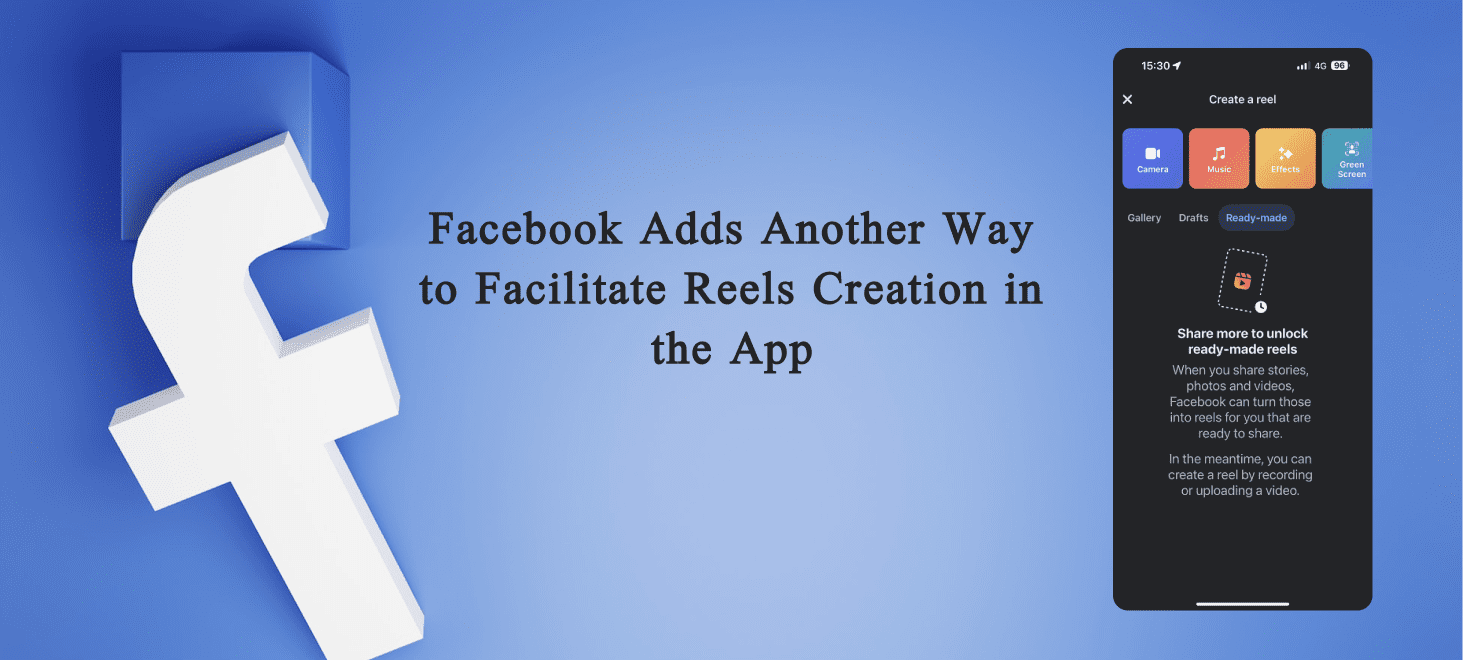 Facebook Adds Another Way
to Facilitate Reels Creation in
the App
15:30
4G
96
Create a reel
Camera
Music
Effects
Green
Screen
Gallery
Drafts
Ready-made
Share more to unlock
ready-made reels
When you share stories,
photos and videos,
Facebook can turn those
into reels for you that are
ready to share.
In the meantime, you can
create a reel by recording
or uploading a video.